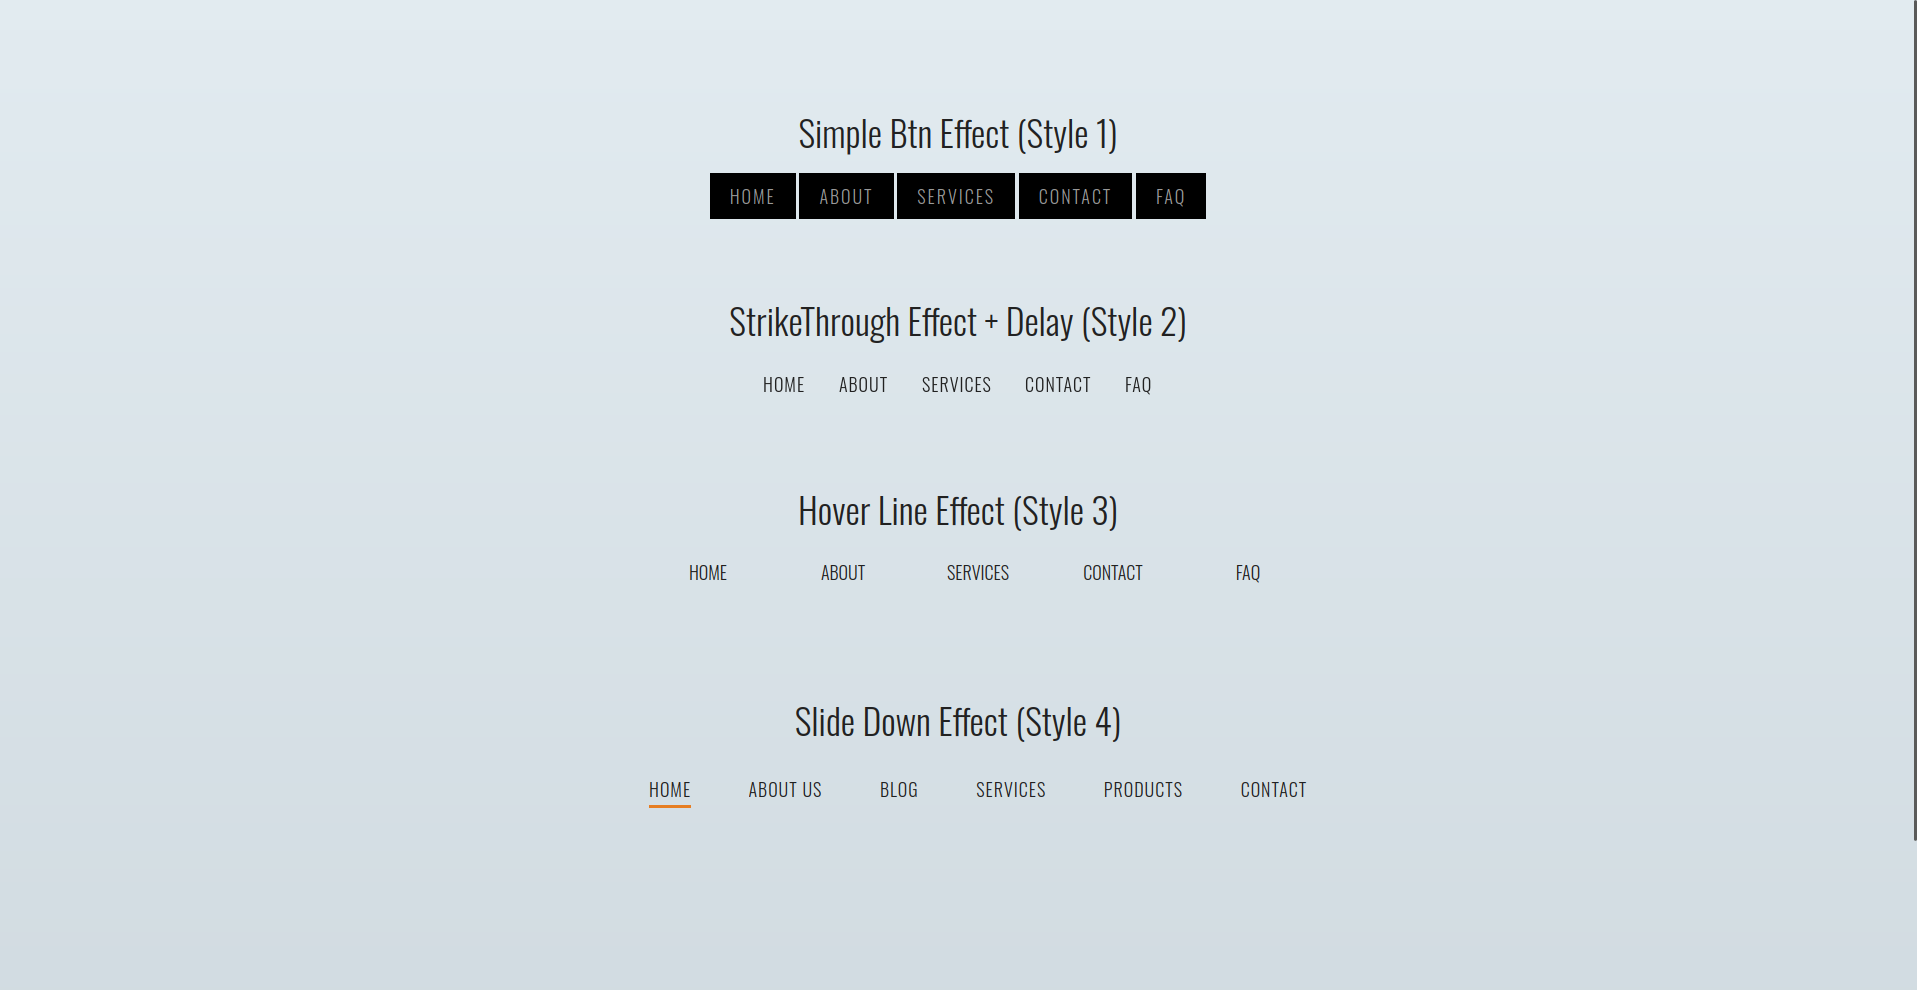 Simple Btn Effect (Style 1)
HOME ABOUT SERVICES CONTACT FAQ
StrikeThrough Effect + Delay (Style 2)
HOME ABOUT SERVICES CONTACT FAQ
Hover Line Effect (Style 3)
HOME ABOUT SERVICES CONTACT FAQ
Slide Down Effect (Style 4)
HOME ABOUT US BLOG SERVICES PRODUCTS CONTACT